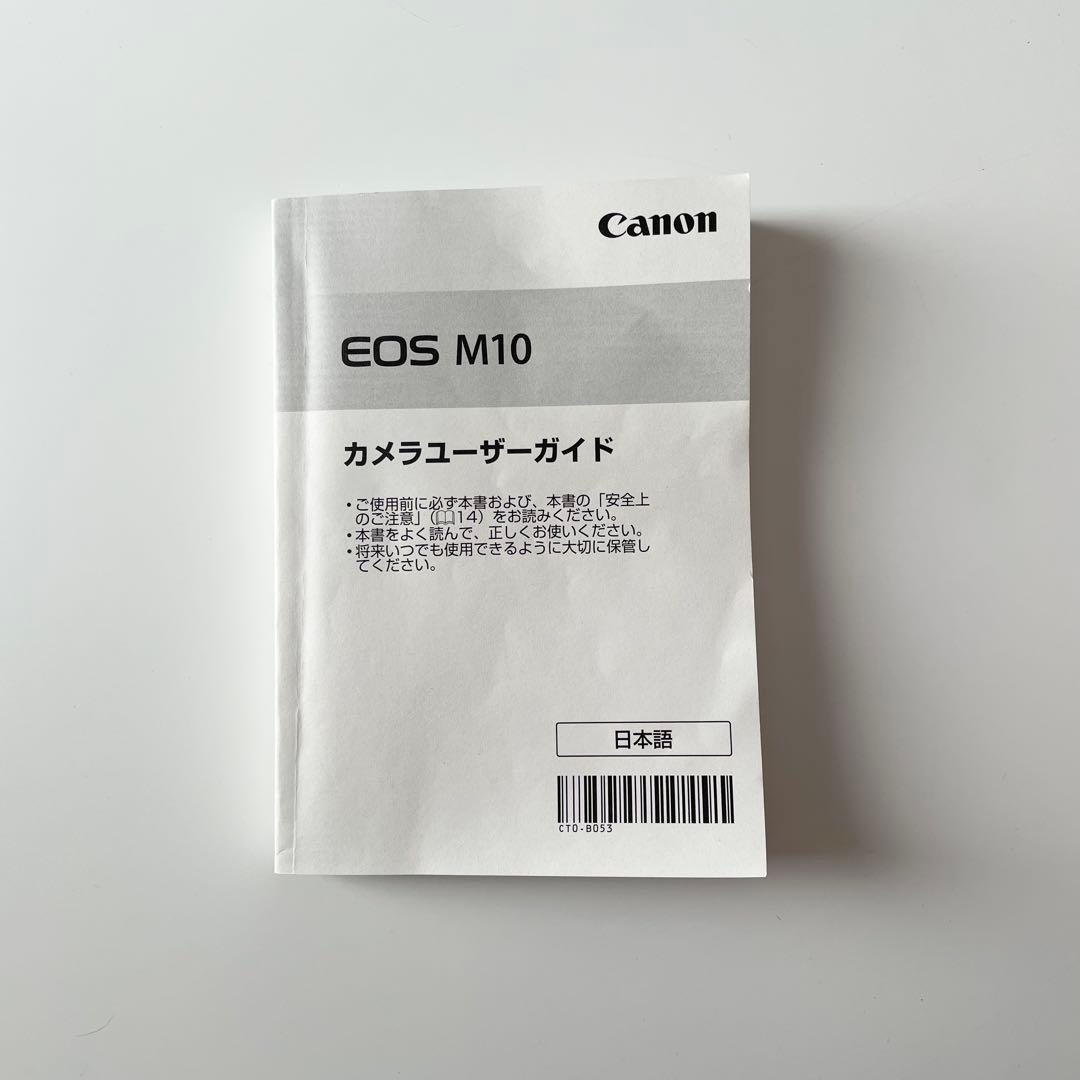 Canon
EOS M10
カメラユーザーガイド
・ご使用前に必ず本書および、本書の「安全上
のご注意」（📖14）をお読みください。
・本書をよく読んで、正しくお使いください。
・将来いつでも使用できるように大切に保管し
てください。
日本語
CT0-B053